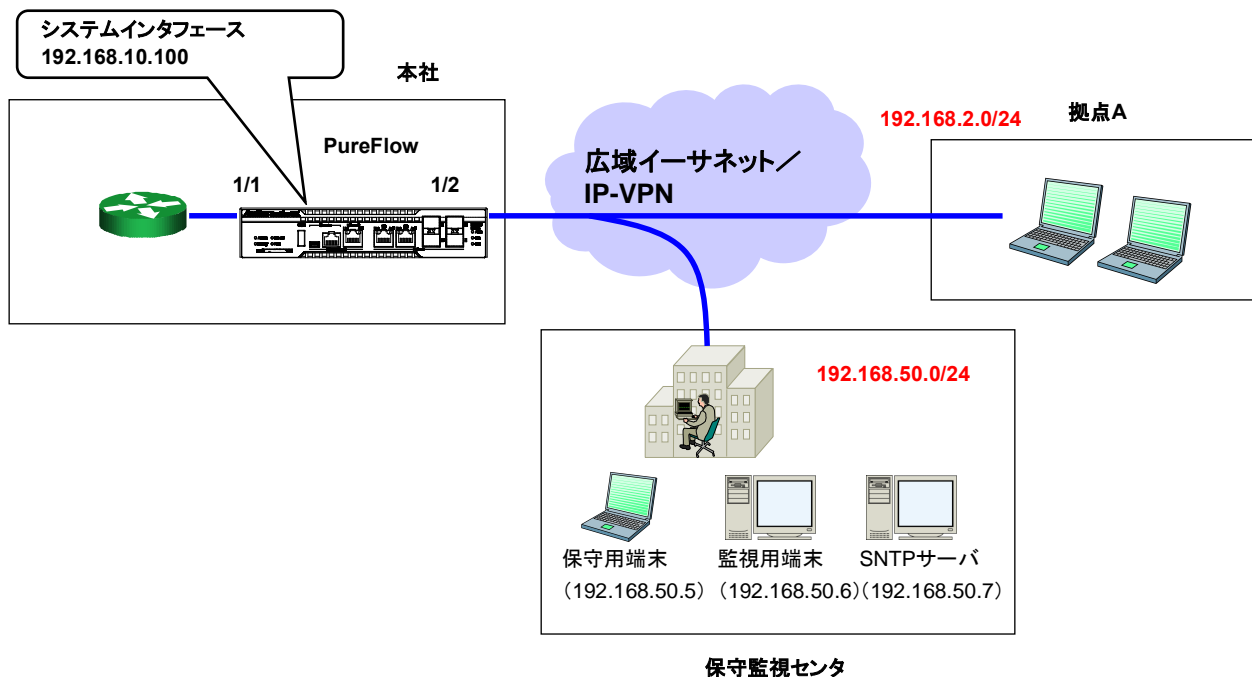 システムインタフェース
192.168.10.100
本社
PureFlow
1/1
1/2
広域イーサネット／
IP-VPN
192.168.2.0/24
拠点A
192.168.50.0/24
保守用端末
（192.168.50.5）
監視用端末
（192.168.50.6）
SNTPサーバ
（192.168.50.7）
保守監視センタ